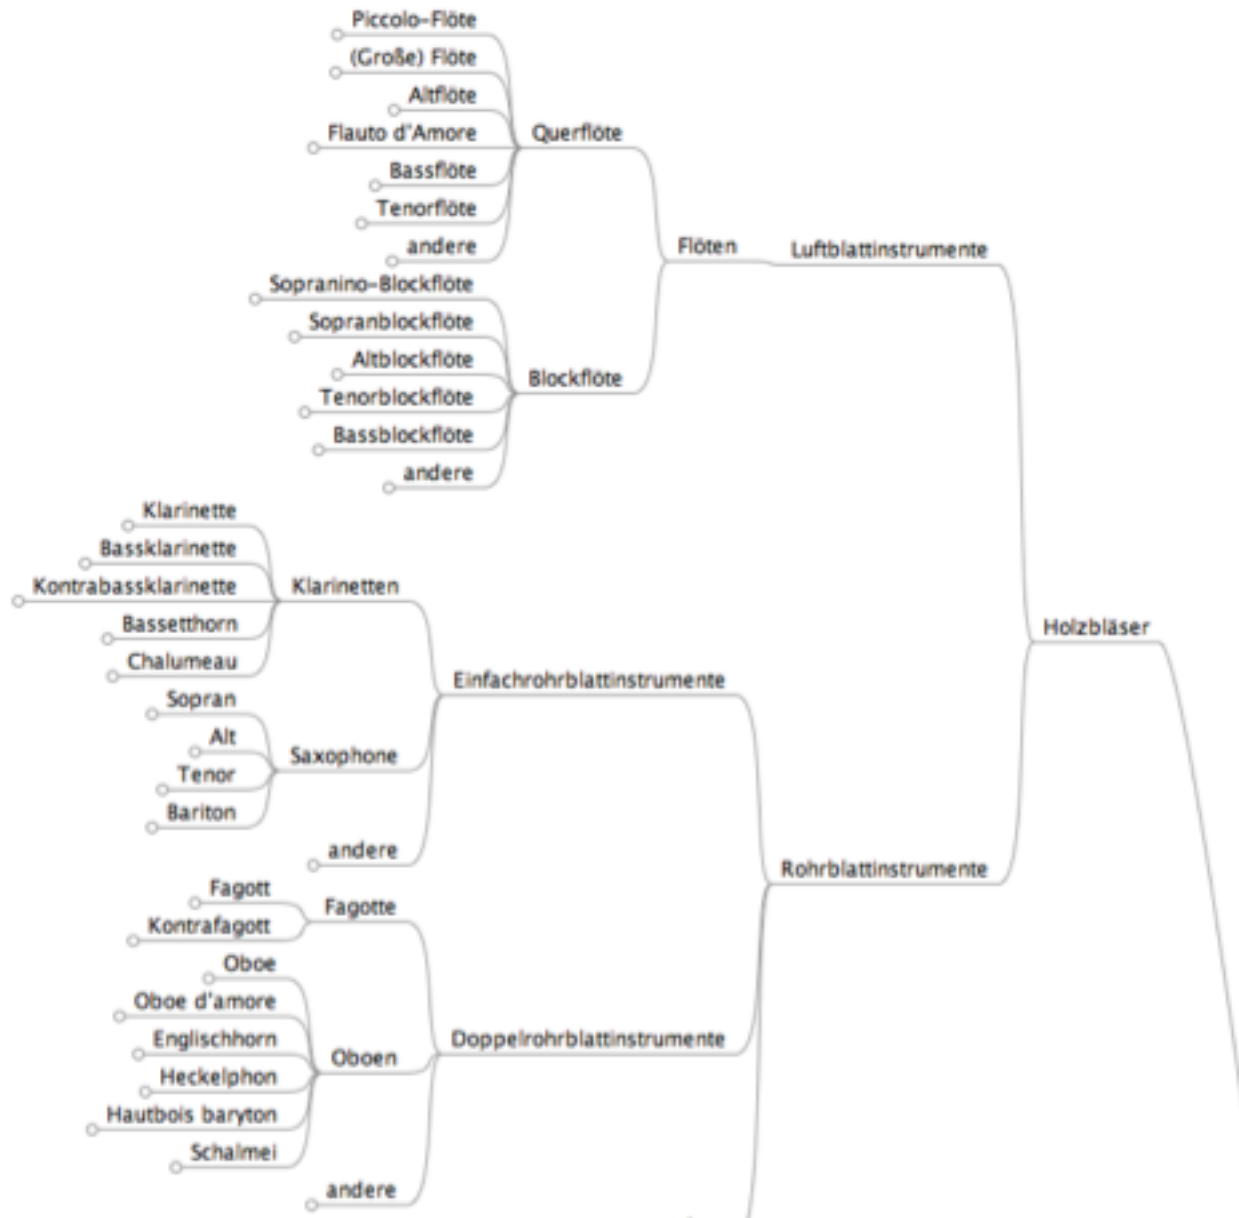 Piccolo-Flöte
(Große) Flöte
Altflöte
Flauto d'Amore
Querflöte
Bassflöte
Tenorflöte
andere
Flöten
Luftblattinstrumente
Sopranino-Blockflöte
Sopranblockflöte
Altblockflöte
Blockflöte
Tenorblockflöte
Bassblockflöte
andere
Klarinette
Bassklarinette
Kontrabassklarinette
Klarinetten
Bassetthorn
Holzbläser
Chalumeau
Einfachrohrblattinstrumente
Sopran
Alt
Saxophone
Tenor
Bariton
andere
Rohrblattinstrumente
Fagott
Fagotte
Kontrafagott
Oboe
Oboe d'amore
Englischhorn
Doppelrohrblattinstrumente
Oboen
Heckelphon
Hautbois baryton
Schalmei
andere